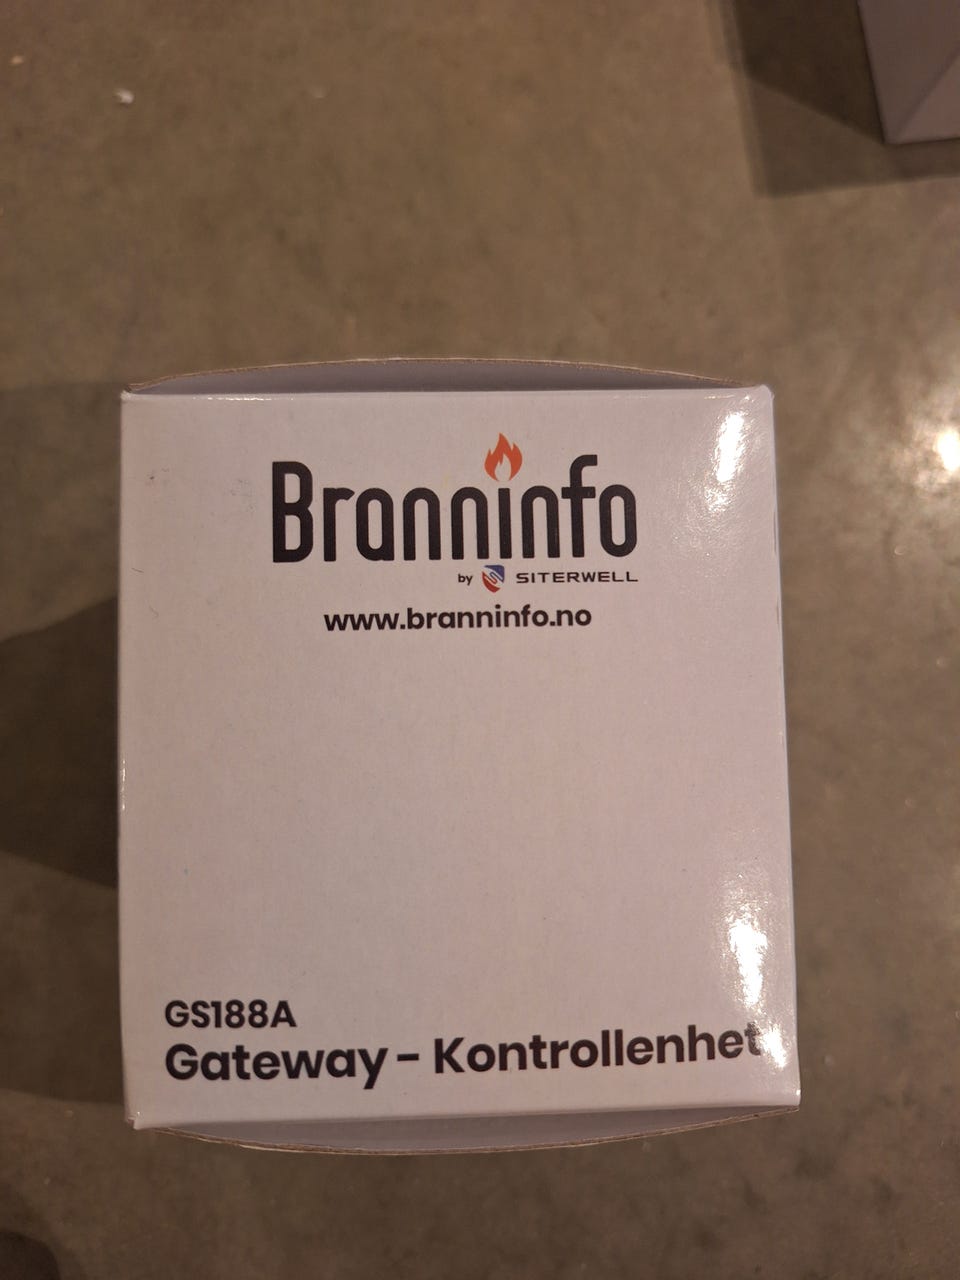 Branninfo
by SITERWELL
www.branninfo.no
GS188A
Gateway - Kontrollenhet